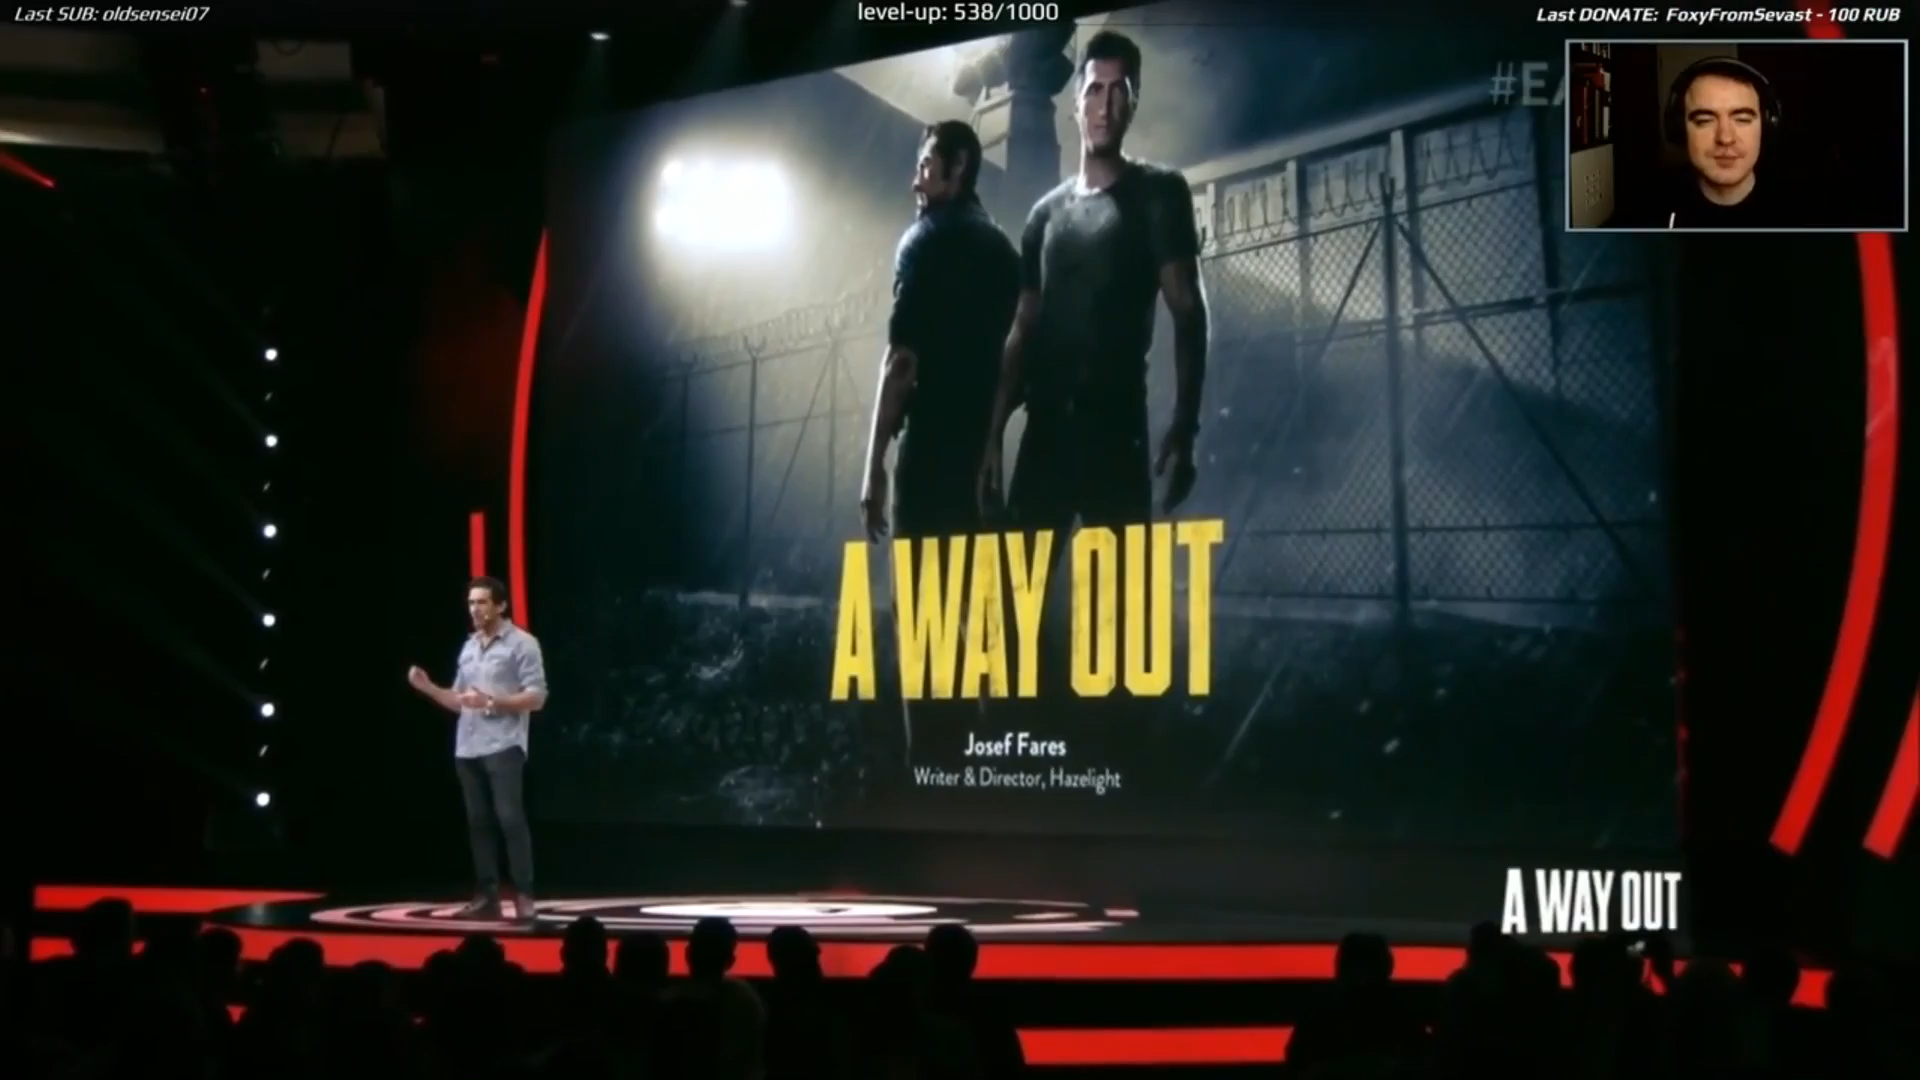 Last SUB: oldsensei07
level-up: 538/1000
Last DONATE: FoxyFromSevast - 100 RUB
#EA
A WAY OUT
Josef Fares
Writer & Director, Hazelight
A WAY OUT